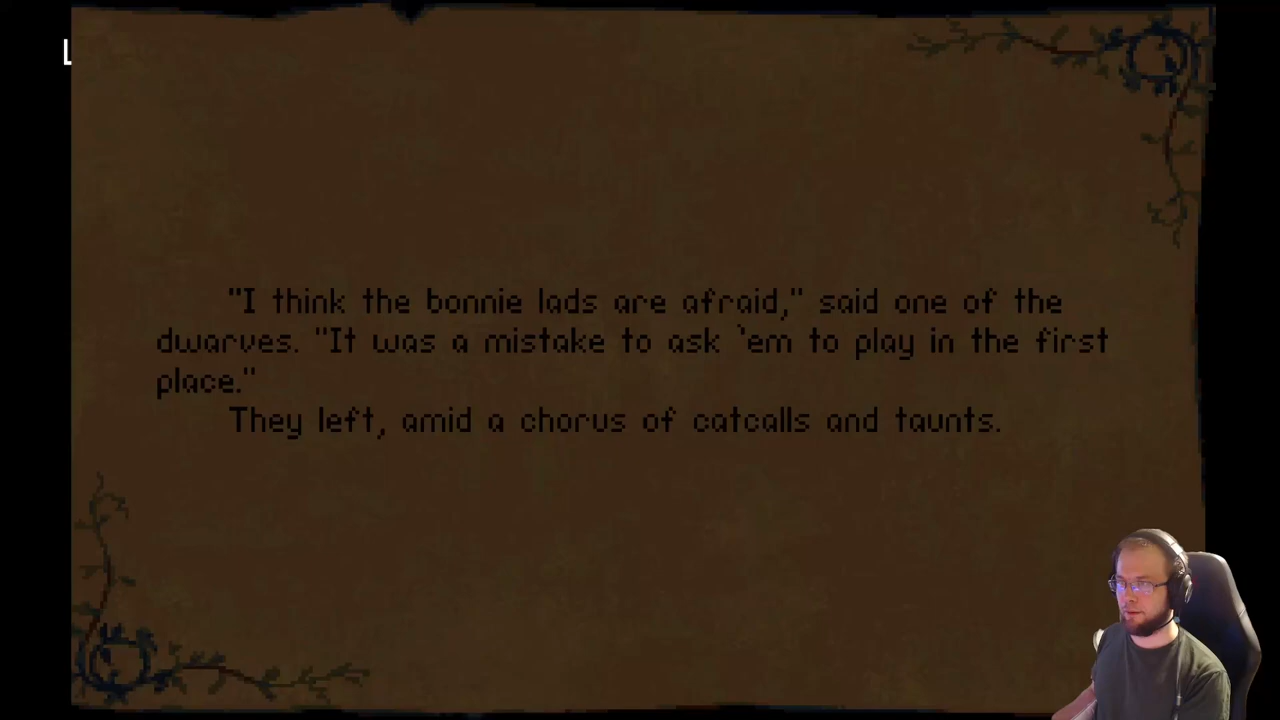 L
"I think the bonnie lads are afraid," said one of the
dwarves. "It was a mistake to ask `em to play in the first
place."
They left, amid a chorus of catcalls and taunts.